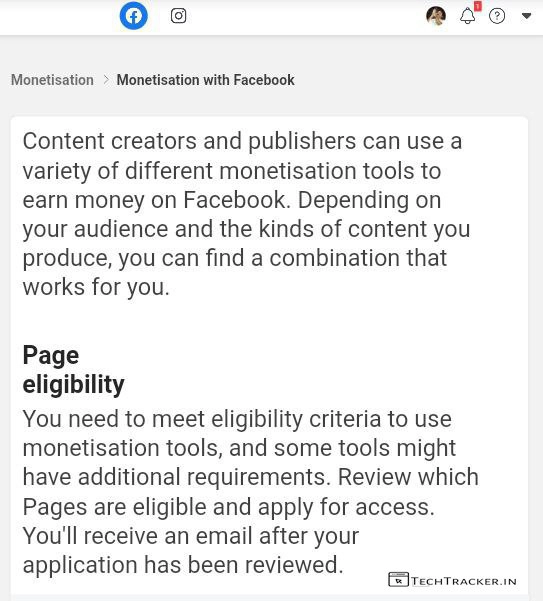 1
Monetisation > Monetisation with Facebook
Content creators and publishers can use a
variety of different monetisation tools to
earn money on Facebook. Depending on
your audience and the kinds of content you
produce, you can find a combination that
works for you.
Page
eligibility
You need to meet eligibility criteria to use
monetisation tools, and some tools might
have additional requirements. Review which
Pages are eligible and apply for access.
You'll receive an email after your
application has been reviewed.
TECHTRACKER.IN